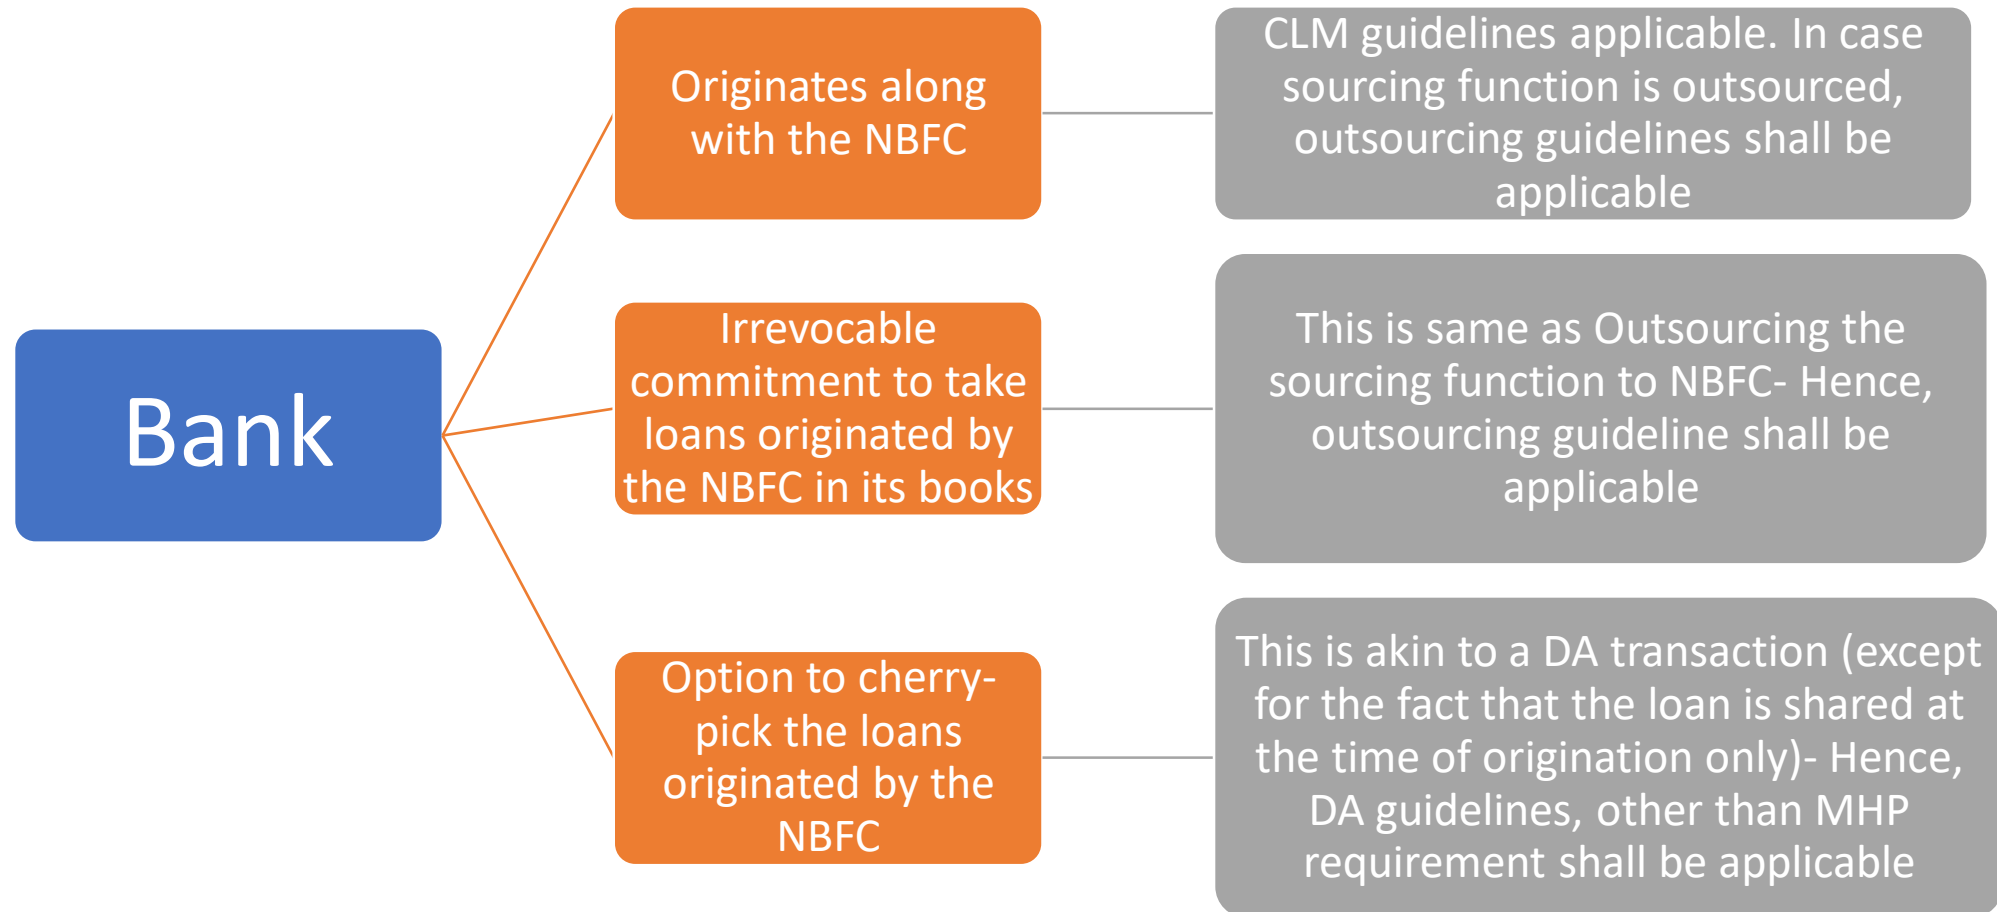 Bank
Originates along
with the NBFC
CLM guidelines applicable. In case
sourcing function is outsourced,
outsourcing guidelines shall be
applicable
Irrevocable
commitment to take
loans originated by
the NBFC in its books
This is same as Outsourcing the
sourcing function to NBFC- Hence,
outsourcing guideline shall be
applicable
Option to cherry-
pick the loans
originated by the
NBFC
This is akin to a DA transaction (except
for the fact that the loan is shared at
the time of origination only)- Hence,
DA guidelines, other than MHP
requirement shall be applicable